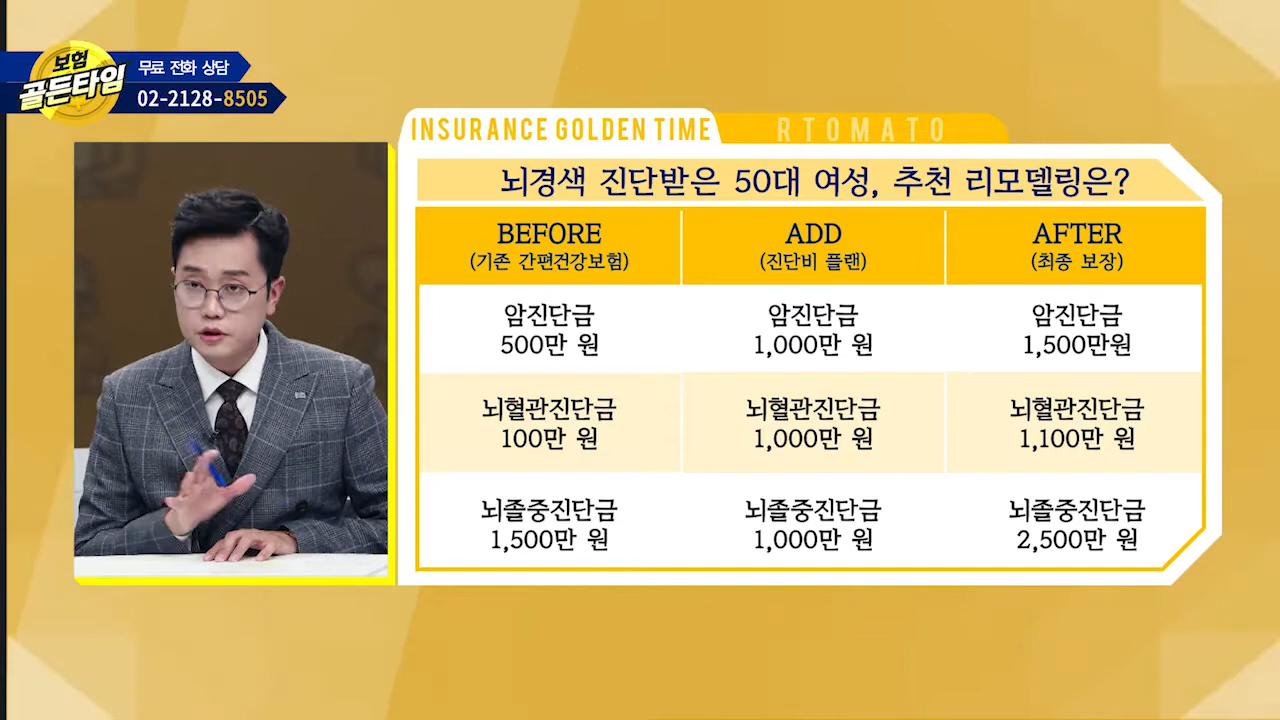 보험
골든타임
무료 전화 상담
02-2128-8505
INSURANCE GOLDEN TIME
RTOMATO
뇌경색 진단받은 50대 여성, 추천 리모델링은?
BEFORE
(기존 간편건강보험)
ADD
(진단비 플랜)
AFTER
(최종 보장)
암진단금
500만 원
암진단금
1,000만 원
암진단금
1,500만원
뇌혈관진단금
100만 원
뇌혈관진단금
1,000만 원
뇌혈관진단금
1,100만 원
뇌졸중진단금
1,500만 원
뇌졸중진단금
1,000만 원
뇌졸중진단금
2,500만 원